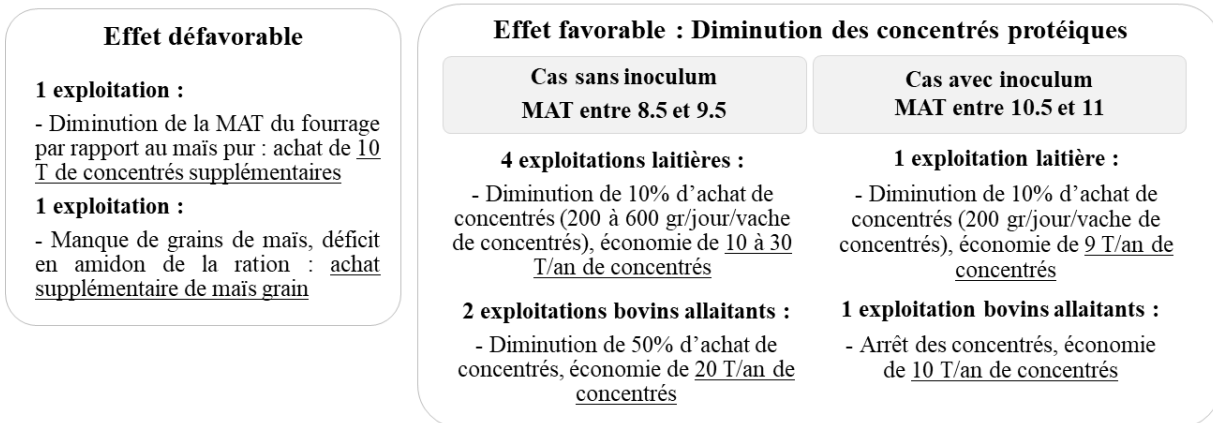 Effet défavorable
1 exploitation :
- Diminution de la MAT du fourrage
par rapport au maïs pur : achat de 10
T de concentrés supplémentaires
1 exploitation :
- Manque de grains de maïs, déficit
en amidon de la ration : achat
supplémentaire de maïs grain
Effet favorable : Diminution des concentrés protéiques
Cas sans inoculum
MAT entre 8.5 et 9.5
4 exploitations laitières :
- Diminution de 10% d'achat de
concentrés (200 à 600 gr/jour/vache
de concentrés), économie de 10 à 30
T/an de concentrés
2 exploitations bovins allaitants :
- Diminution de 50% d'achat de
concentrés, économie de 20 T/an de
concentrés
Cas avec inoculum
MAT entre 10.5 et 11
1 exploitation laitière :
- Diminution de 10% d'achat de
concentrés (200 gr/jour/vache de
concentrés), économie de 9 T/an de
concentrés
1 exploitation bovins allaitants :
- Arrêt des concentrés, économie
de 10 T/an de concentrés